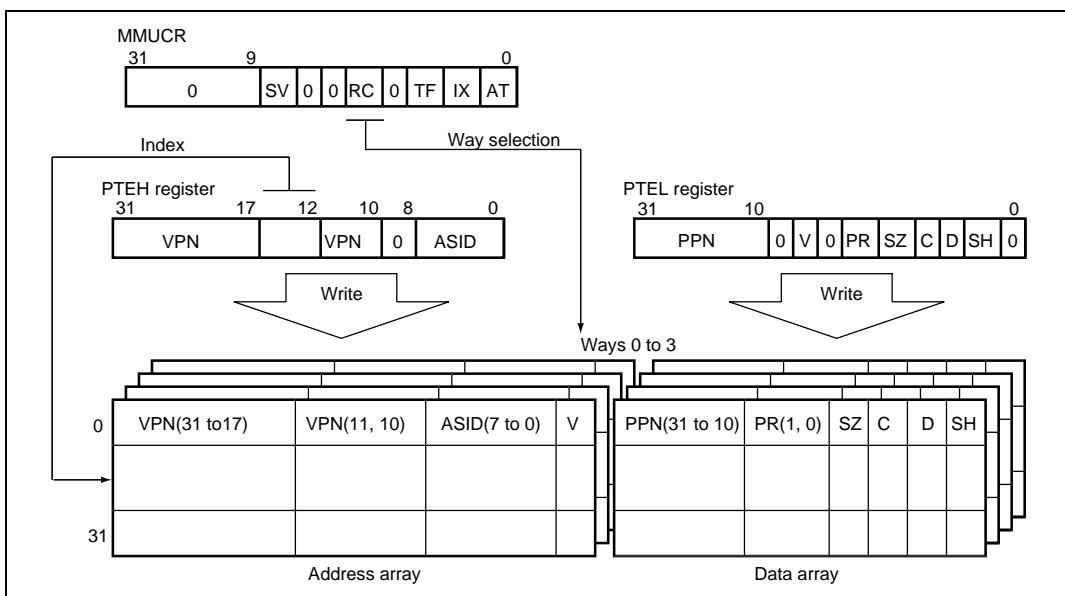 MMUCR
31 9 0
0 SV 0 0 RC 0 TF IX AT
Index
Way selection
PTEH register
31 17 12 10 8 0
VPN VPN 0 ASID
PTEL register
31 10 0
PPN 0 V 0 PR SZ C D SH 0
Write
Write
Ways 0 to 3
0 VPN(31 to17) VPN(11, 10) ASID(7 to 0) V
PPN(31 to 10) PR(1, 0) SZ C D SH
31
Address array
Data array